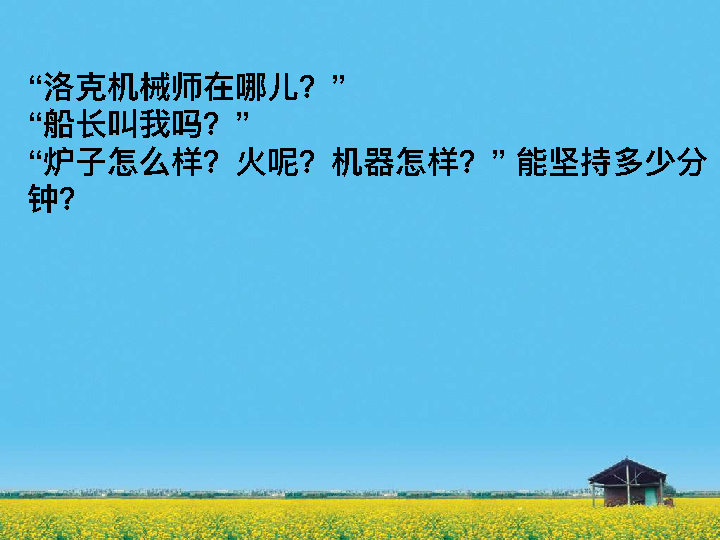 “洛克机械师在哪儿？”
“船长叫我吗？”
“炉子怎么样？火呢？机器怎样？” 能坚持多少分
钟?